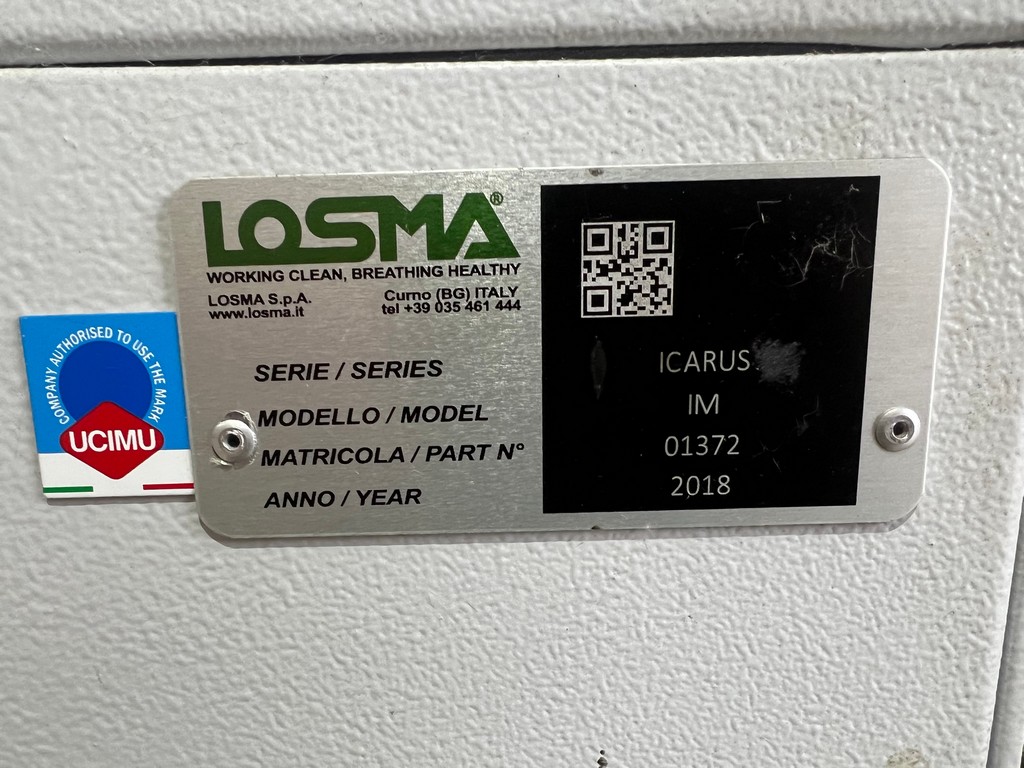 LOSMA®
WORKING CLEAN, BREATHING HEALTHY
LOSMA S.p.A. Curno (BG) ITALY
www.losma.it tel +39 035 461 444
COMPANY AUTHORISED TO USE THE MARK
UCIMU
SERIE / SERIES ICARUS
MODELLO / MODEL IM
MATRICOLA / PART N° 01372
ANNO / YEAR 2018